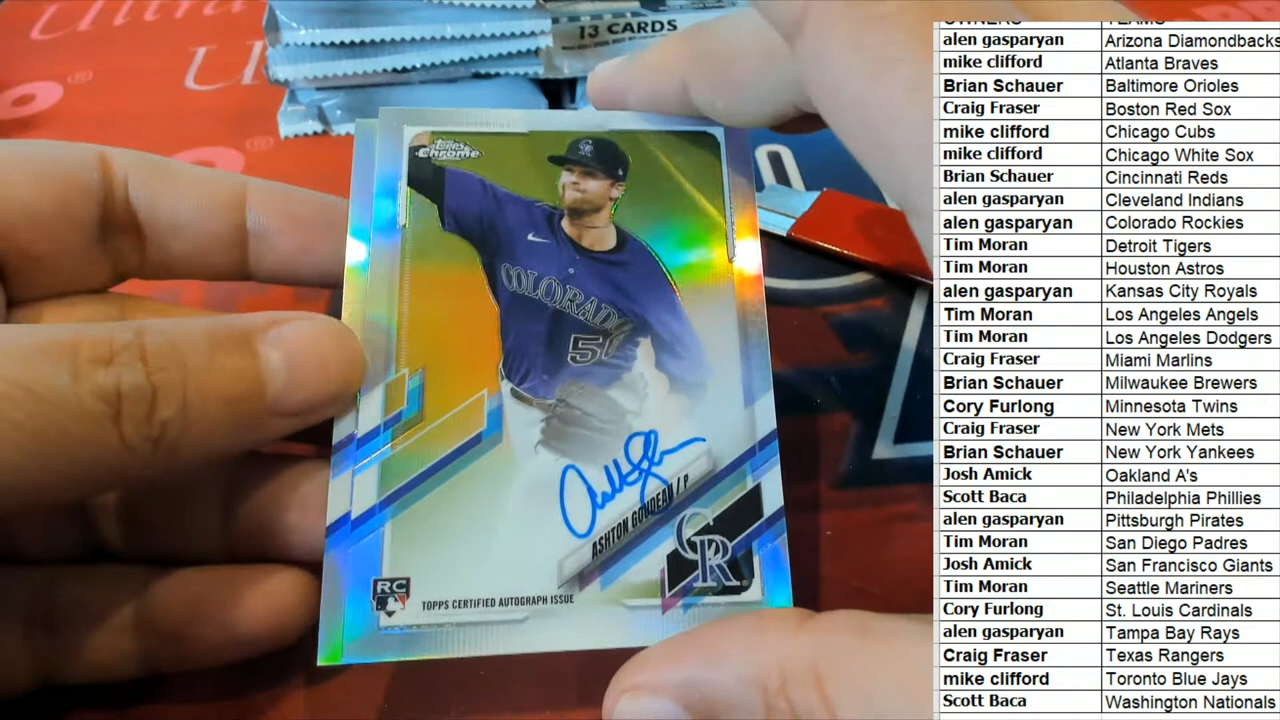 Ultra
13 CARDS
Topps
Chrome
CR
COLORADO
50
ASHTON GOUDEAU / P
CR
RC
TOPPS CERTIFIED AUTOGRAPH ISSUE
OWNERS TEAMS
alen gasparyan Arizona Diamondbacks
mike clifford Atlanta Braves
Brian Schauer Baltimore Orioles
Craig Fraser Boston Red Sox
mike clifford Chicago Cubs
mike clifford Chicago White Sox
Brian Schauer Cincinnati Reds
alen gasparyan Cleveland Indians
alen gasparyan Colorado Rockies
Tim Moran Detroit Tigers
Tim Moran Houston Astros
alen gasparyan Kansas City Royals
Tim Moran Los Angeles Angels
Tim Moran Los Angeles Dodgers
Craig Fraser Miami Marlins
Brian Schauer Milwaukee Brewers
Cory Furlong Minnesota Twins
Craig Fraser New York Mets
Brian Schauer New York Yankees
Josh Amick Oakland A's
Scott Baca Philadelphia Phillies
alen gasparyan Pittsburgh Pirates
Tim Moran San Diego Padres
Josh Amick San Francisco Giants
Tim Moran Seattle Mariners
Cory Furlong St. Louis Cardinals
alen gasparyan Tampa Bay Rays
Craig Fraser Texas Rangers
mike clifford Toronto Blue Jays
Scott Baca Washington Nationals